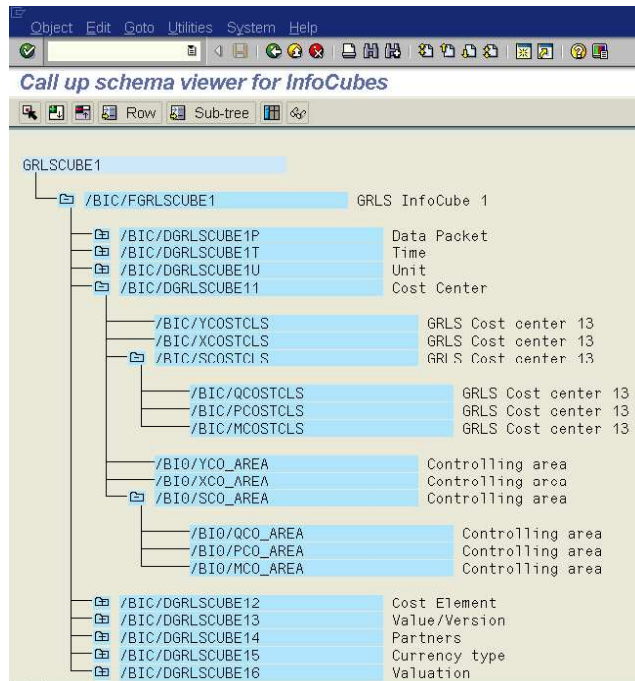 Object Edit Goto Utilities System Help
Call up schema viewer for InfoCubes
Row Sub-tree
GRLSCUBE1
/BIC/FGRLSCUBE1 GRLS InfoCube 1
/BIC/DGRLSCUBE1P Data Packet
/BIC/DGRLSCUBE1T Time
/BIC/DGRLSCUBE1U Unit
/BIC/DGRLSCUBE11 Cost Center
/BIC/YCOSTCLS GRLS Cost center 13
/BIC/XCOSTCLS GRLS Cost center 13
/BIC/SCOSTCLS GRLS Cost center 13
/BIC/QCOSTCLS GRLS Cost center 13
/BIC/PCOSTCLS GRLS Cost center 13
/BIC/MCOSTCLS GRLS Cost center 13
/BI0/YCO_AREA Controlling area
/BI0/XCO_AREA Controlling area
/BI0/SCO_AREA Controlling area
/BI0/QCO_AREA Controlling area
/BI0/PCO_AREA Controlling area
/BI0/MCO_AREA Controlling area
/BIC/DGRLSCUBE12 Cost Element
/BIC/DGRLSCUBE13 Value/Version
/BIC/DGRLSCUBE14 Partners
/BIC/DGRLSCUBE15 Currency type
/BIC/DGRLSCUBE16 Valuation